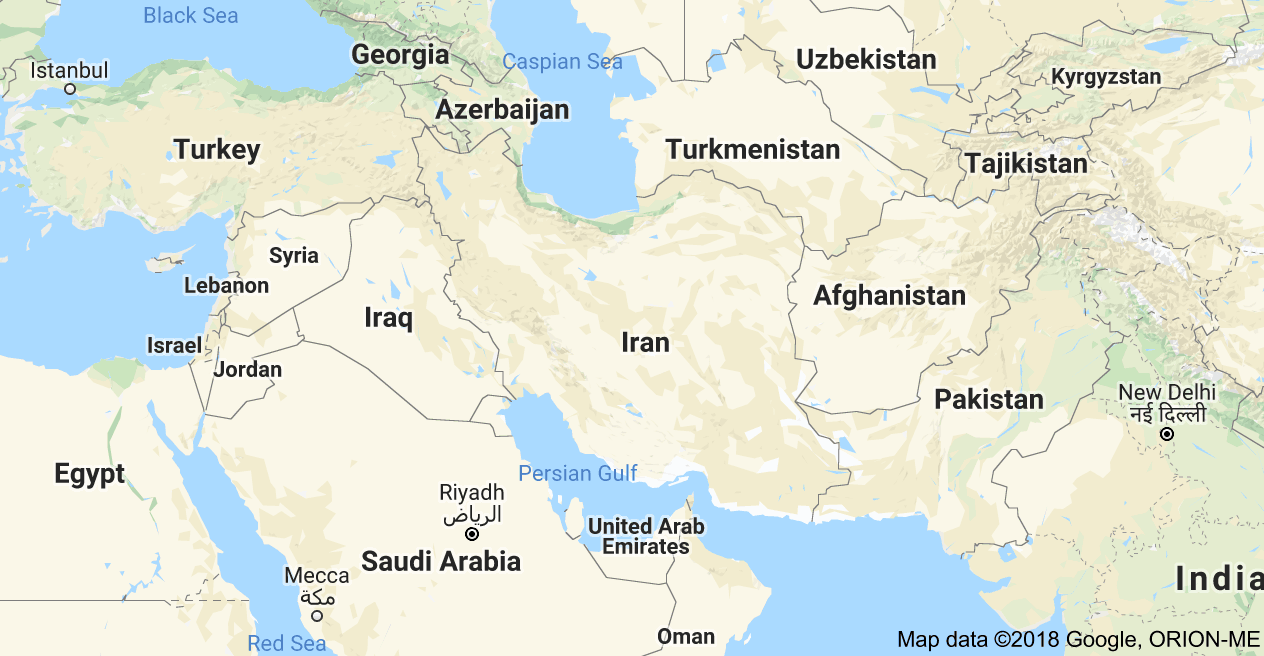 Black Sea
Georgia
Caspian Sea
Uzbekistan
Istanbul
Kyrgyzstan
Azerbaijan
Turkey
Turkmenistan
Tajikistan
Syria
Lebanon
Afghanistan
Iraq
Iran
Israel
Jordan
New Delhi
नई दिल्ली
Pakistan
Egypt
Persian Gulf
Riyadh
الرياض
United Arab
Emirates
Saudi Arabia
Mecca
مكة
India
Red Sea
Oman
Map data ©2018 Google, ORION-ME